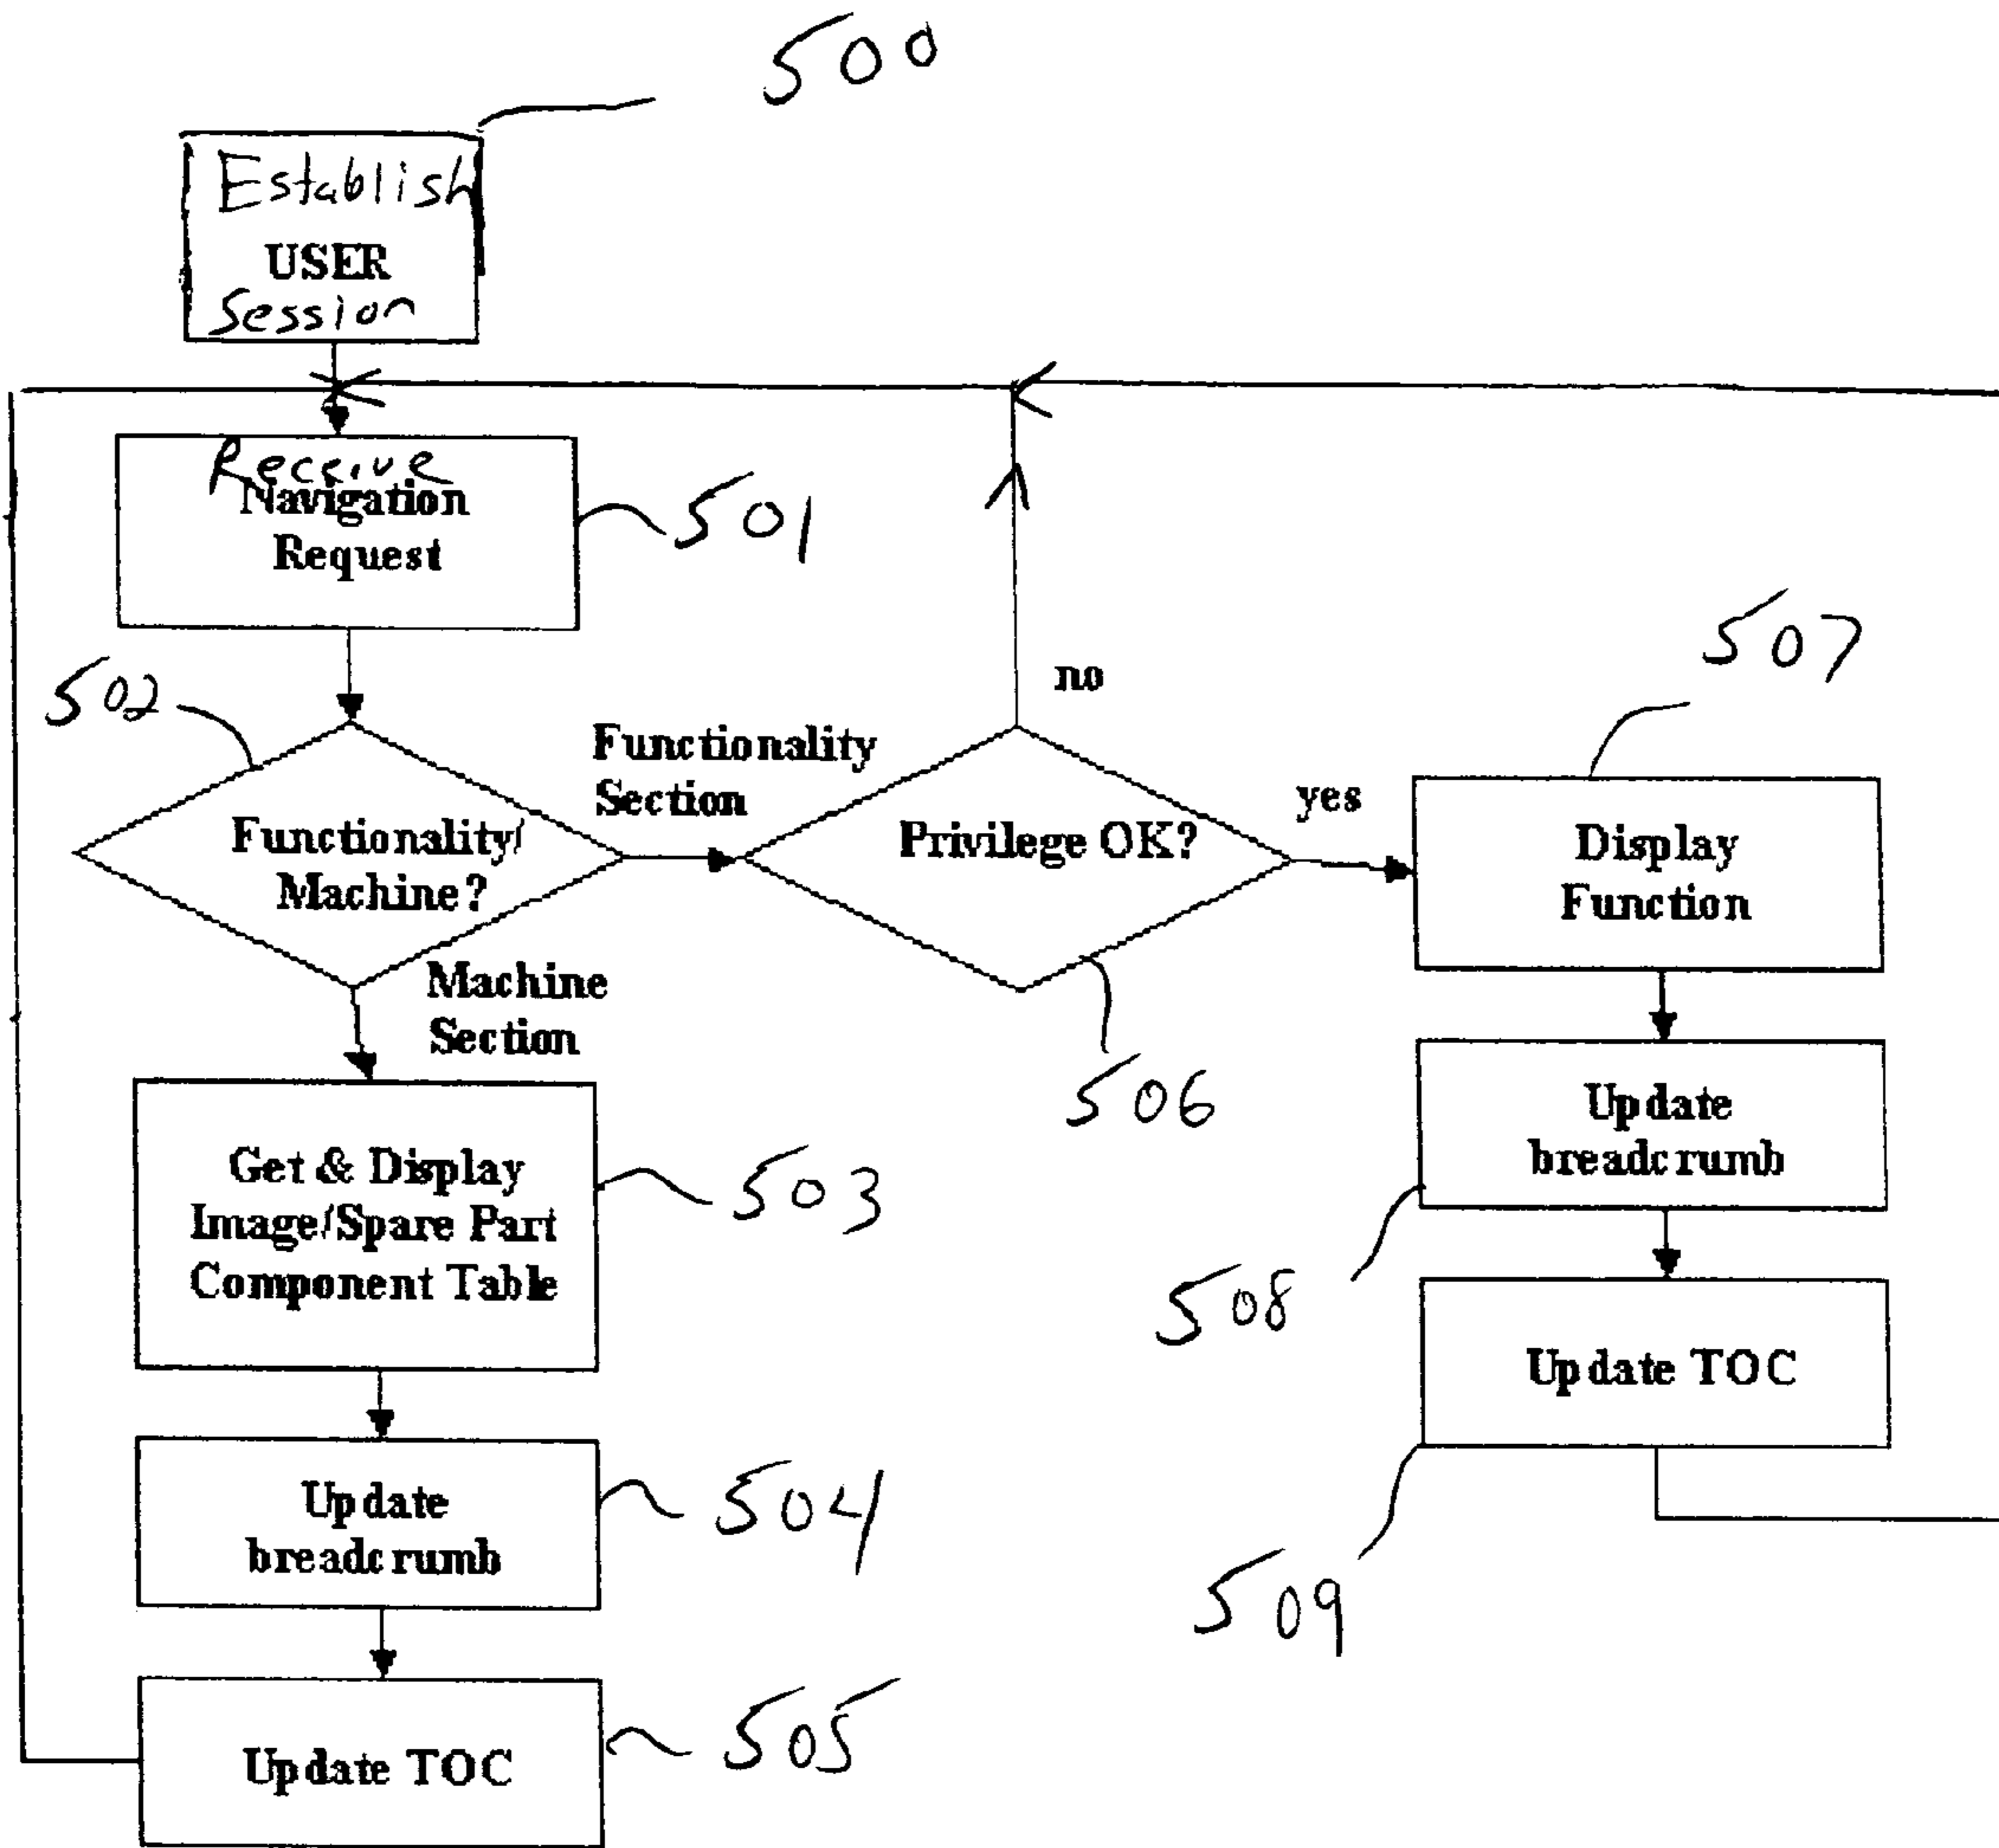 500
Establish
USER
Session
Receive
Navigation
Request
501
502
Functionality/
Machine?
Functionality
Section
no
Privilege OK?
yes
507
Display
Function
Machine
Section
506
Get & Display
Image/Spare Part
Component Table
503
Update
breadcrumb
508
Update
breadcrumb
504
Update TOC
509
Update TOC
505